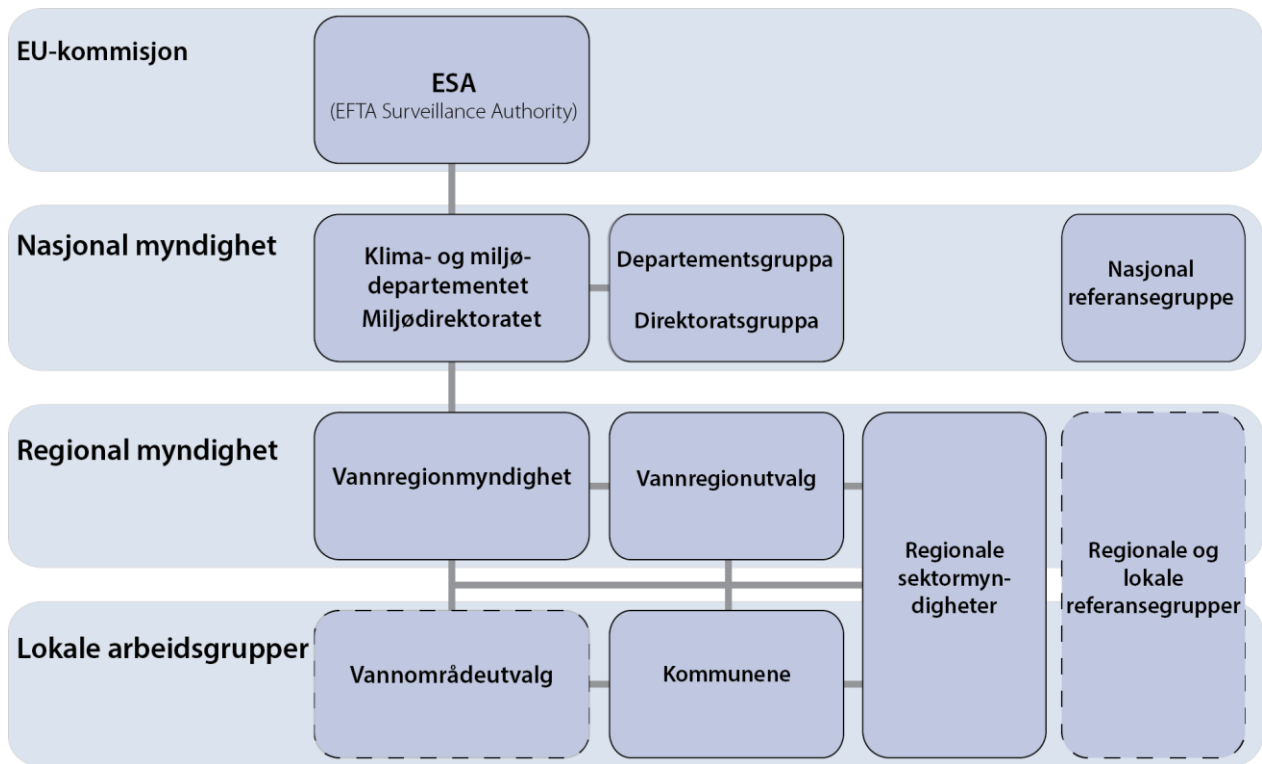 EU-kommisjon
ESA
(EFTA Surveillance Authority)
Nasjonal myndighet
Klima- og miljø-
departementet
Miljødirektoratet
Departementsgruppa
Direktoratsgruppa
Nasjonal
referansegruppe
Regional myndighet
Vannregionmyndighet
Vannregionutvalg
Regionale
sektormyn-
digheter
Regionale og
lokale
referansegrupper
Lokale arbeidsgrupper
Vannområdeutvalg
Kommunene